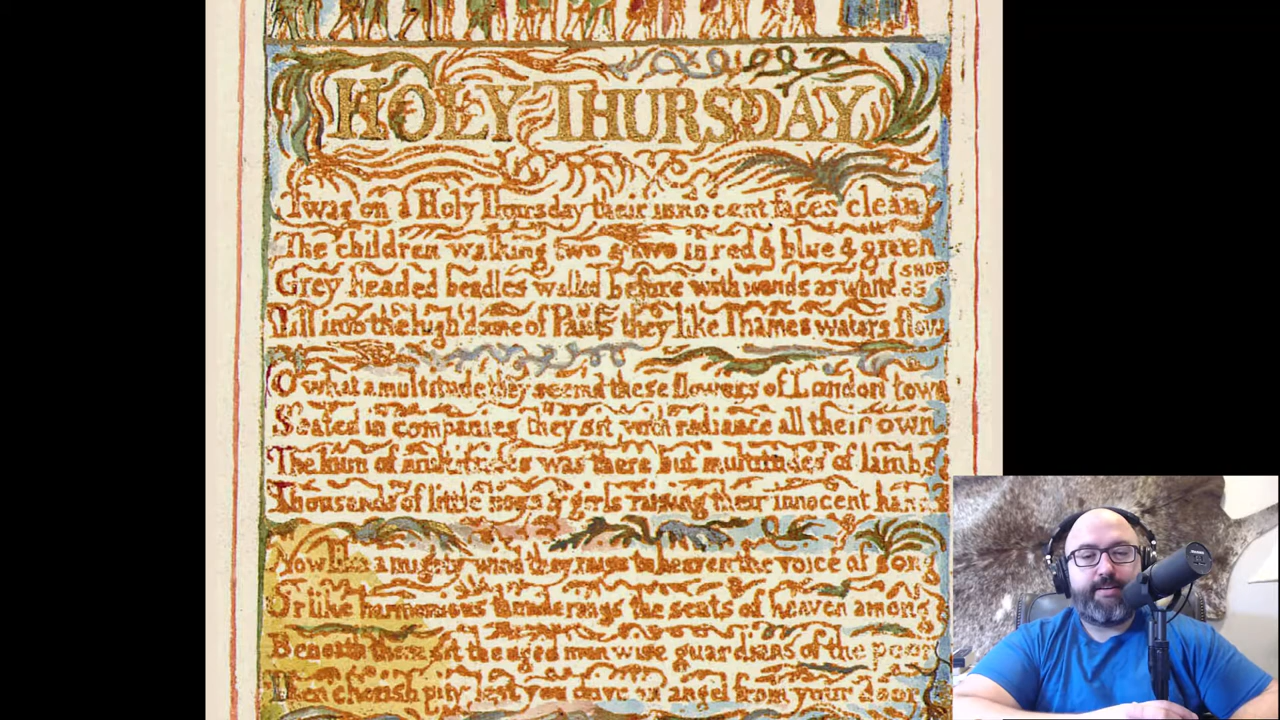 HOLY THURSDAY
Twas on a Holy Thursday their innocent faces clean
The children walking two & two in red & blue & green
Grey headed beadles walkd before with wands as white as snow
Till into the high dome of Pauls they like Thames waters flow
O what a multitude they seemd these flowers of London town
Seated in companies they sit with radiance all their own
The hum of multitudes was there but multitudes of lambs
Thousands of little boys & girls raising their innocent hands
Now like a mighty wind they raise to heaven the voice of song
Or like harmonious thunderings the seats of heaven among
Beneath them sit the aged men wise guardians of the poor
Then cherish pity, lest you drive an angel from your door